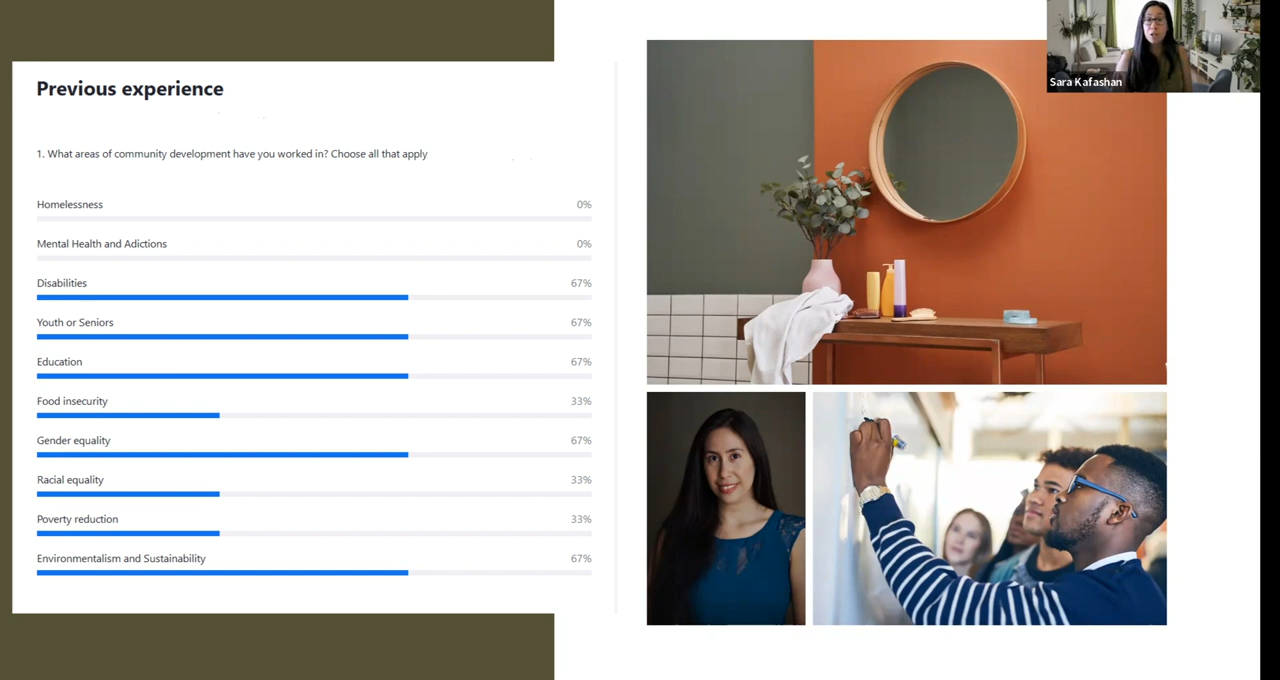 Previous experience
1. What areas of community development have you worked in? Choose all that apply
Homelessness 0%
Mental Health and Adictions 0%
Disabilities 67%
Youth or Seniors 67%
Education 67%
Food insecurity 33%
Gender equality 67%
Racial equality 33%
Poverty reduction 33%
Environmentalism and Sustainability 67%
Sara Kafashan